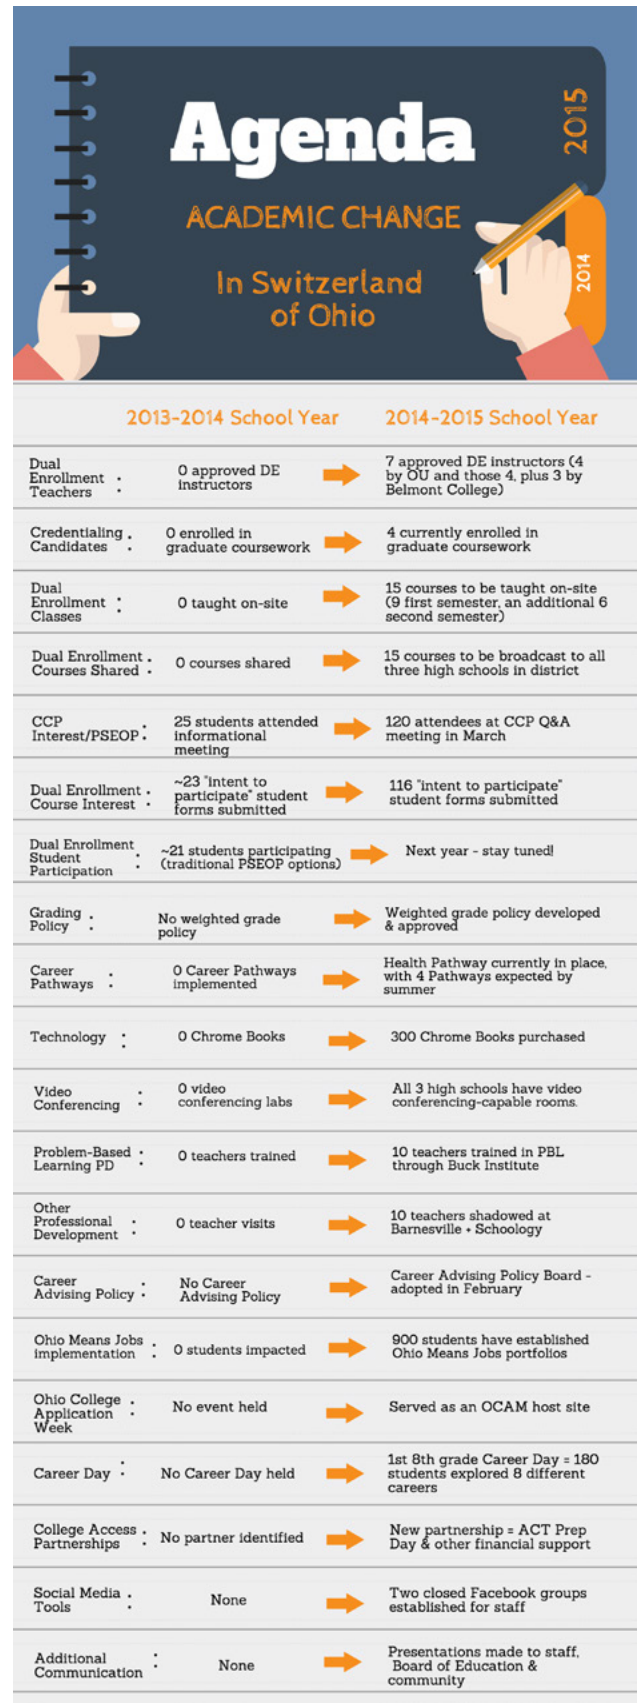 Agenda
2015
ACADEMIC CHANGE
2014
In Switzerland
of Ohio
2013-2014 School Year
2014-2015 School Year
Dual
Enrollment :
Teachers
0 approved DE
instructors
7 approved DE instructors (4
by OU and those 4, plus 3 by
Belmont College)
Credentialing :
Candidates
0 enrolled in
graduate coursework
4 currently enrolled in
graduate coursework
Dual
Enrollment :
Classes
0 taught on-site
15 courses to be taught on-site
(9 first semester, an additional 6
second semester)
Dual Enrollment :
Courses Shared
0 courses shared
15 courses to be broadcast to all
three high schools in district
CCP
Interest/PSEOP :
25 students attended
informational
meeting
120 attendees at CCP Q&A
meeting in March
Dual Enrollment :
Course Interest
~23 "intent to
participate" student
forms submitted
116 "intent to participate"
student forms submitted
Dual Enrollment
Student :
Participation
~21 students participating
(traditional PSEOP options)
Next year - stay tuned!
Grading :
Policy
No weighted grade
policy
Weighted grade policy developed
& approved
Career :
Pathways
0 Career Pathways
implemented
Health Pathway currently in place,
with 4 Pathways expected by
summer
Technology :
0 Chrome Books
300 Chrome Books purchased
Video :
Conferencing
0 video
conferencing labs
All 3 high schools have video
conferencing-capable rooms.
Problem-Based :
Learning PD
0 teachers trained
10 teachers trained in PBL
through Buck Institute
Other
Professional :
Development
0 teacher visits
10 teachers shadowed at
Barnesville + Schoology
Career :
Advising Policy
No Career
Advising Policy
Career Advising Policy Board -
adopted in February
Ohio Means Jobs :
implementation
0 students impacted
900 students have established
Ohio Means Jobs portfolios
Ohio College :
Application
Week
No event held
Served as an OCAM host site
Career Day :
No Career Day held
1st 8th grade Career Day = 180
students explored 8 different
careers
College Access :
Partnerships
No partner identified
New partnership = ACT Prep
Day & other financial support
Social Media :
Tools
None
Two closed Facebook groups
established for staff
Additional :
Communication
None
Presentations made to staff,
Board of Education &
community